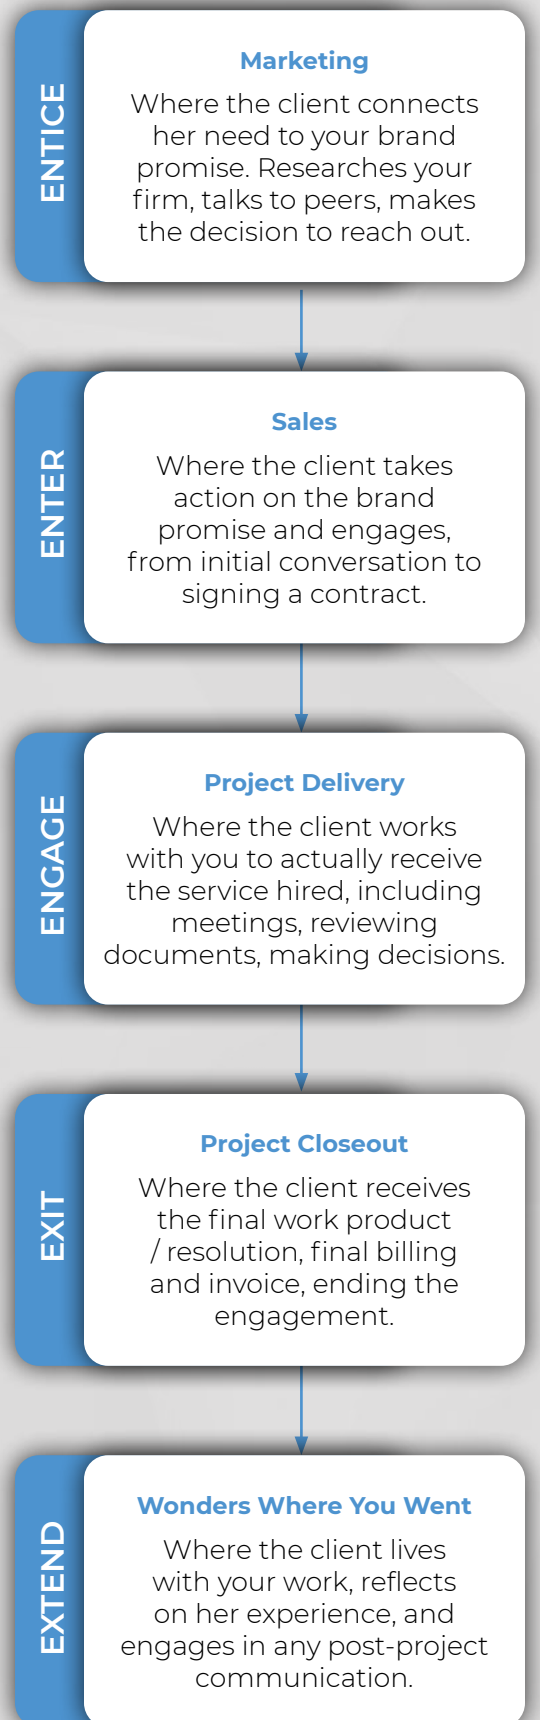 ENTICE
Marketing
Where the client connects
her need to your brand
promise. Researches your
firm, talks to peers, makes
the decision to reach out.
ENTER
Sales
Where the client takes
action on the brand
promise and engages,
from initial conversation to
signing a contract.
ENGAGE
Project Delivery
Where the client works
with you to actually receive
the service hired, including
meetings, reviewing
documents, making decisions.
EXIT
Project Closeout
Where the client receives
the final work product
/ resolution, final billing
and invoice, ending the
engagement.
EXTEND
Wonders Where You Went
Where the client lives
with your work, reflects
on her experience, and
engages in any post-project
communication.